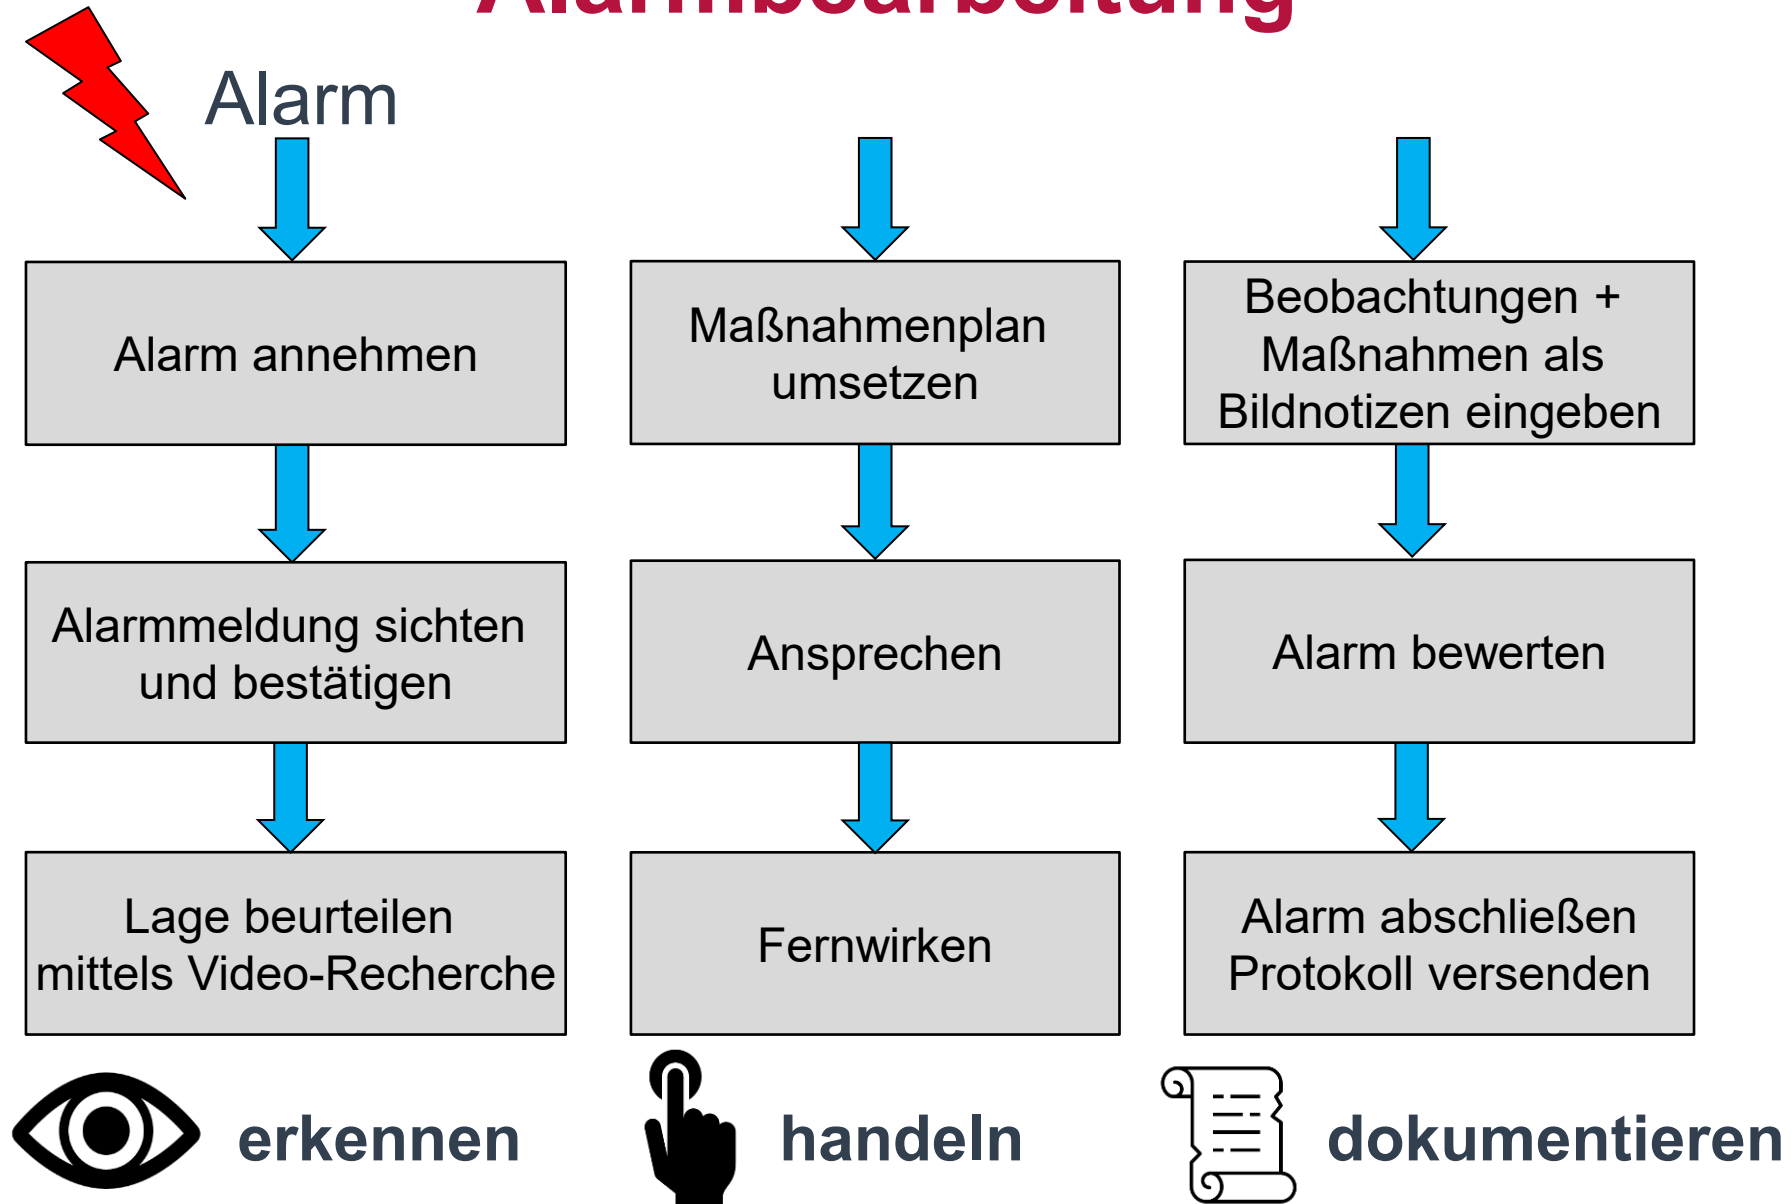 Alarmbearbeitung
Alarm
Alarm annehmen
Alarmmeldung sichten
und bestätigen
Lage beurteilen
mittels Video-Recherche
erkennen
Maßnahmenplan
umsetzen
Ansprechen
Fernwirken
handeln
Beobachtungen +
Maßnahmen als
Bildnotizen eingeben
Alarm bewerten
Alarm abschließen
Protokoll versenden
dokumentieren